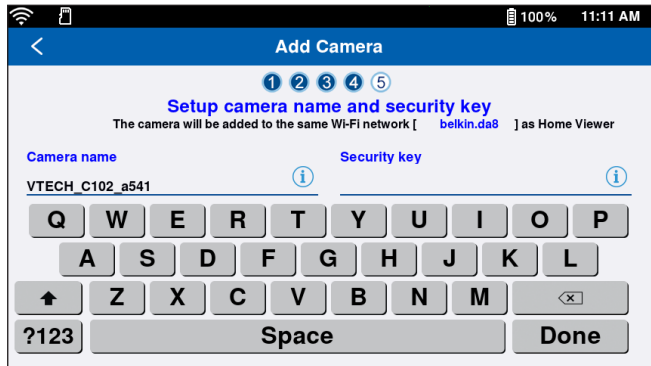 100% 11:11 AM
Add Camera
1 2 3 4 5
Setup camera name and security key
The camera will be added to the same Wi-Fi network [ belkin.da8 ] as Home Viewer
Camera name Security key
i i
VTECH_C102_a541
Q W E R T Y U I O P
A S D F G H J K L
Z X C V B N M
?123 Space Done